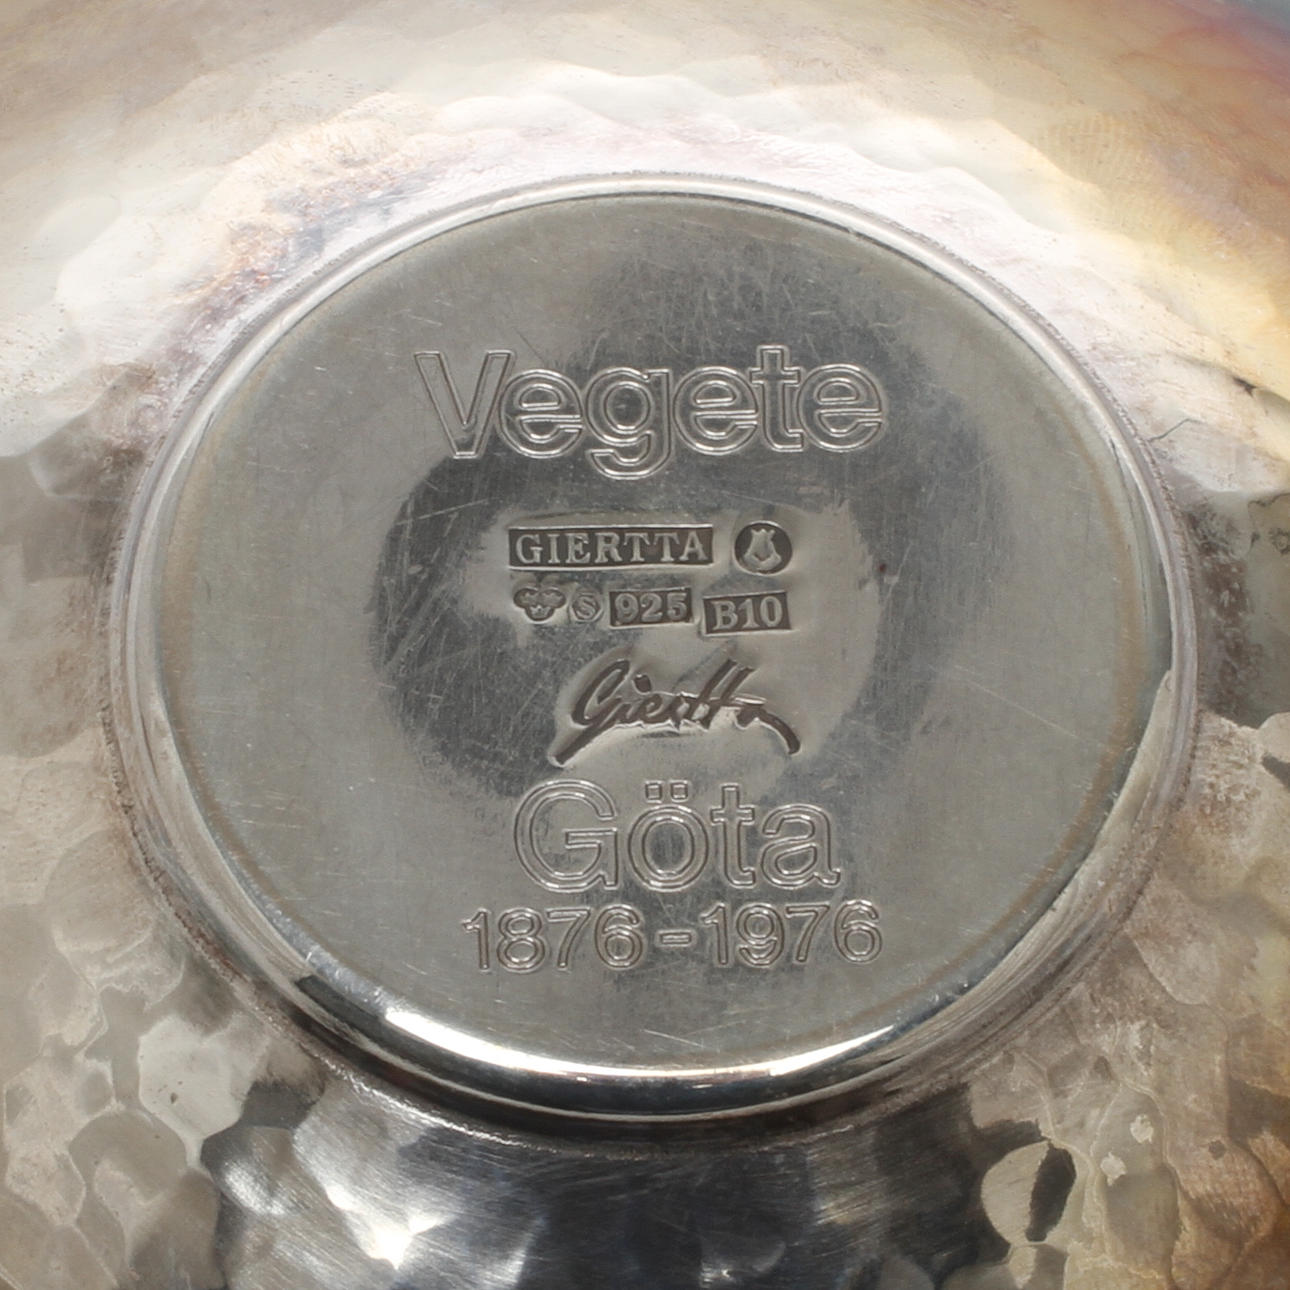 Vegete
GIERTTA
S 925 B10
Giertta
Göta
1876-1976